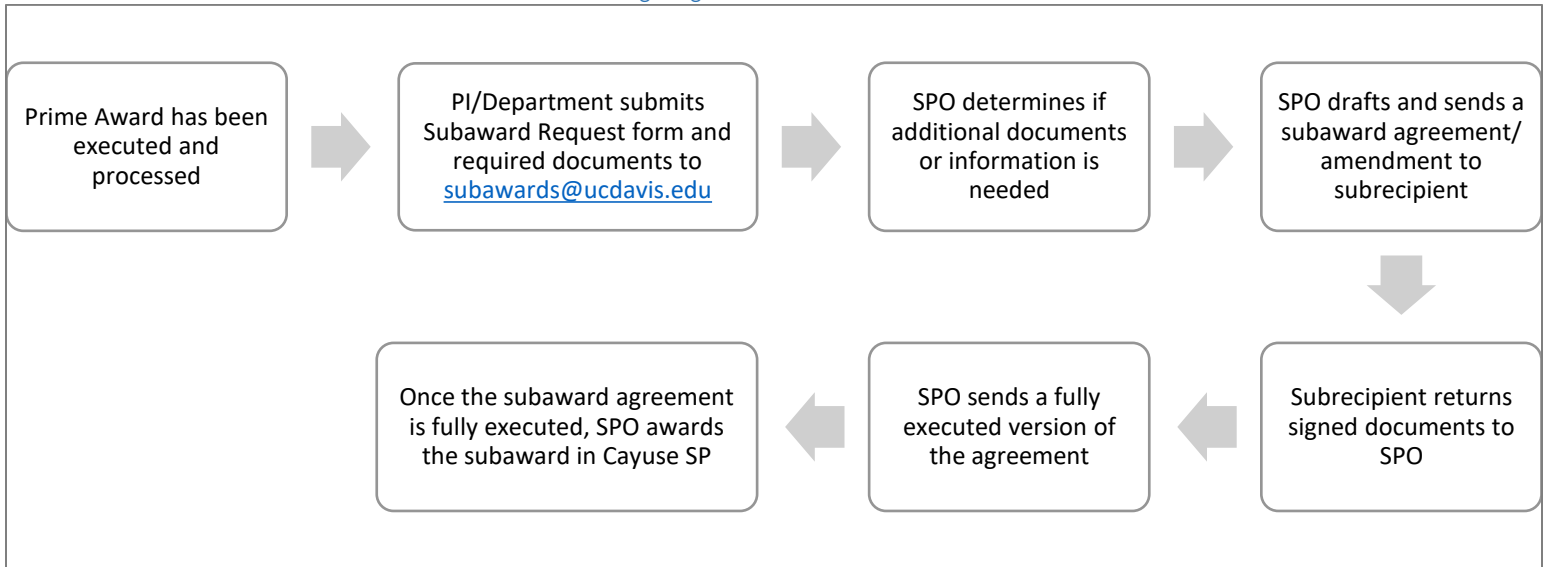 Prime Award has been
executed and
processed
PI/Department submits
Subaward Request form and
required documents to
subawards@ucdavis.edu
SPO determines if
additional documents
or information is
needed
SPO drafts and sends a
subaward agreement/
amendment to
subrecipient
Subrecipient returns
signed documents to
SPO
SPO sends a fully
executed version of
the agreement
Once the subaward agreement
is fully executed, SPO awards
the subaward in Cayuse SP